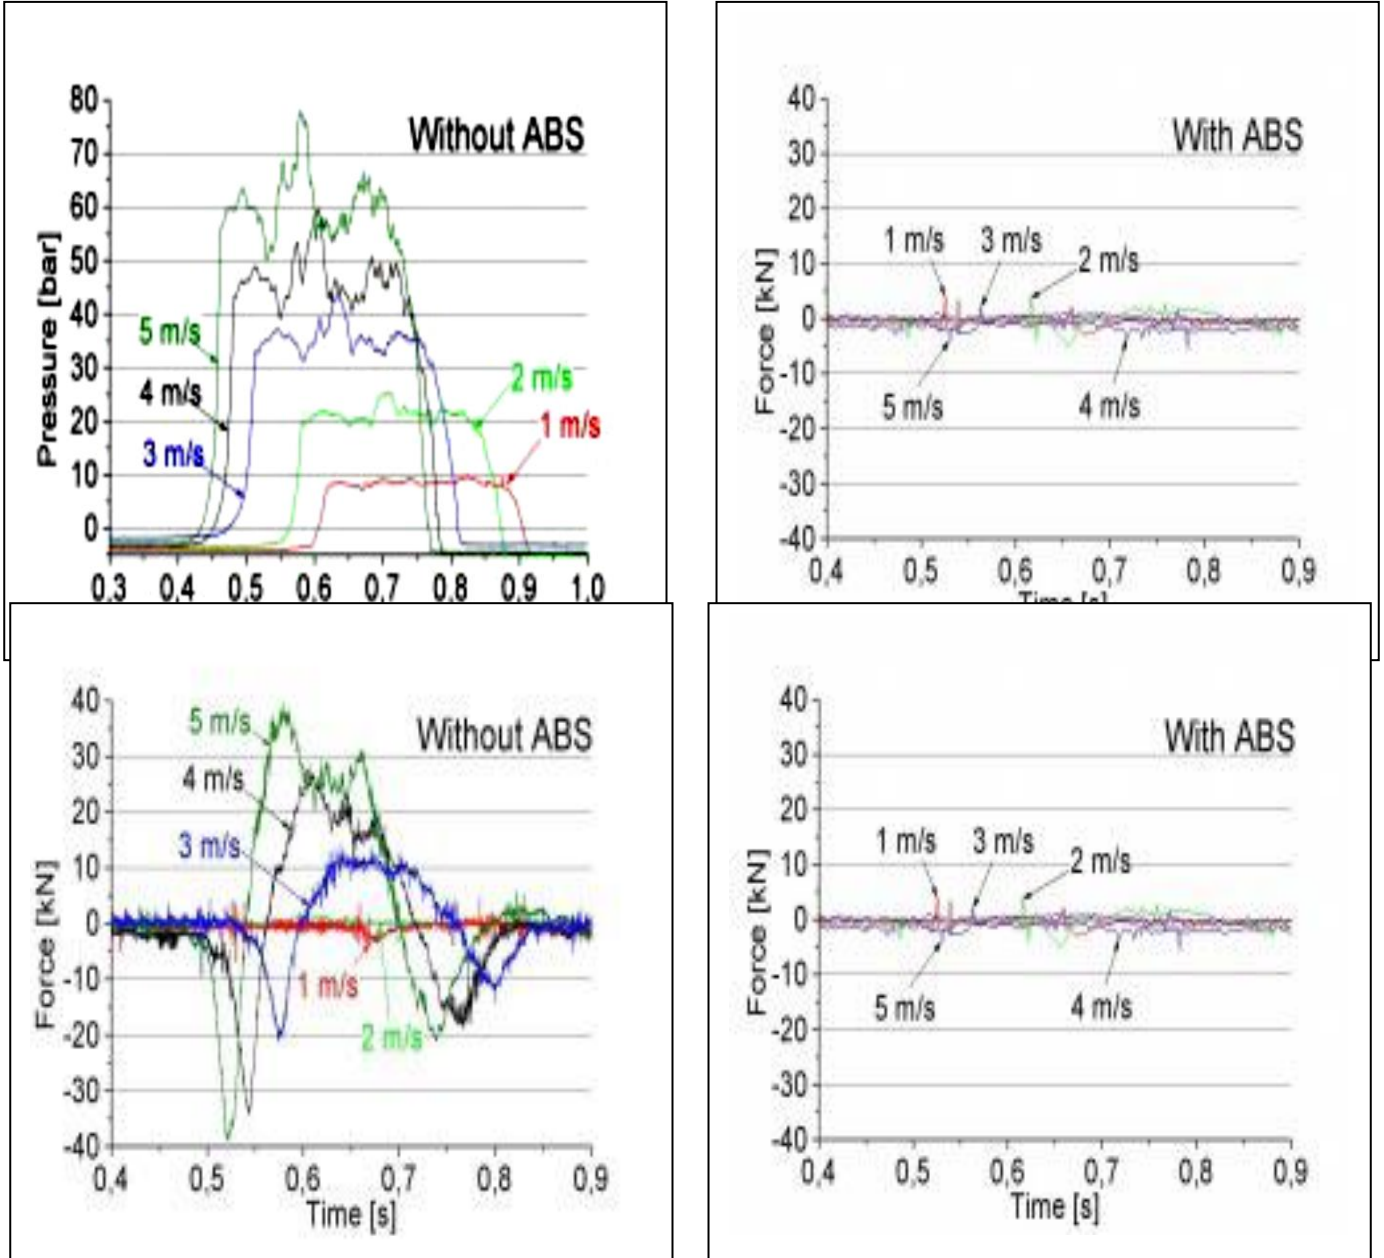 80
Without ABS
70
60
50
40
30
20
10
0
Pressure [bar]
5 m/s
4 m/s
3 m/s
2 m/s
1 m/s
0,3 0,4 0,5 0,6 0,7 0,8 0,9 1,0
40
With ABS
30
20
10
0
-10
-20
-30
-40
Force [kN]
1 m/s
3 m/s
2 m/s
5 m/s
4 m/s
0,4 0,5 0,6 0,7 0,8 0,9
Time [s]
40
Without ABS
30
20
10
0
-10
-20
-30
-40
Force [kN]
5 m/s
4 m/s
3 m/s
1 m/s
2 m/s
0,4 0,5 0,6 0,7 0,8 0,9
Time [s]
40
With ABS
30
20
10
0
-10
-20
-30
-40
Force [kN]
1 m/s
3 m/s
2 m/s
5 m/s
4 m/s
0,4 0,5 0,6 0,7 0,8 0,9
Time [s]